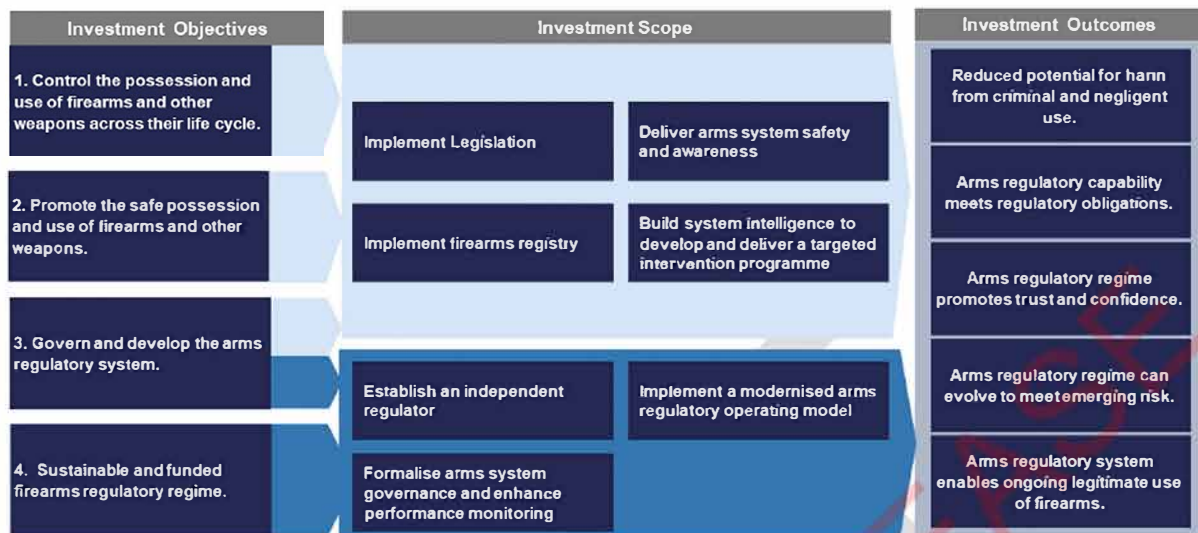 Investment Objectives
1. Control the possession and
use of firearms and other
weapons across their life cycle.
2. Promote the safe possession
and use of firearms and other
weapons.
3. Govern and develop the arms
regulatory system.
4. Sustainable and funded
firearms regulatory regime.
Investment Scope
Implement Legislation
Deliver arms system safety
and awareness
Implement firearms registry
Build system intelligence to
develop and deliver a targeted
intervention programme
Establish an independent
regulator
Implement a modernised arms
regulatory operating model
Formalise arms system
governance and enhance
performance monitoring
Investment Outcomes
Reduced potential for harm
from criminal and negligent
use.
Arms regulatory capability
meets regulatory obligations.
Arms regulatory regime
promotes trust and confidence.
Arms regulatory regime can
evolve to meet emerging risk.
Arms regulatory system
enables ongoing legitimate use
of firearms.